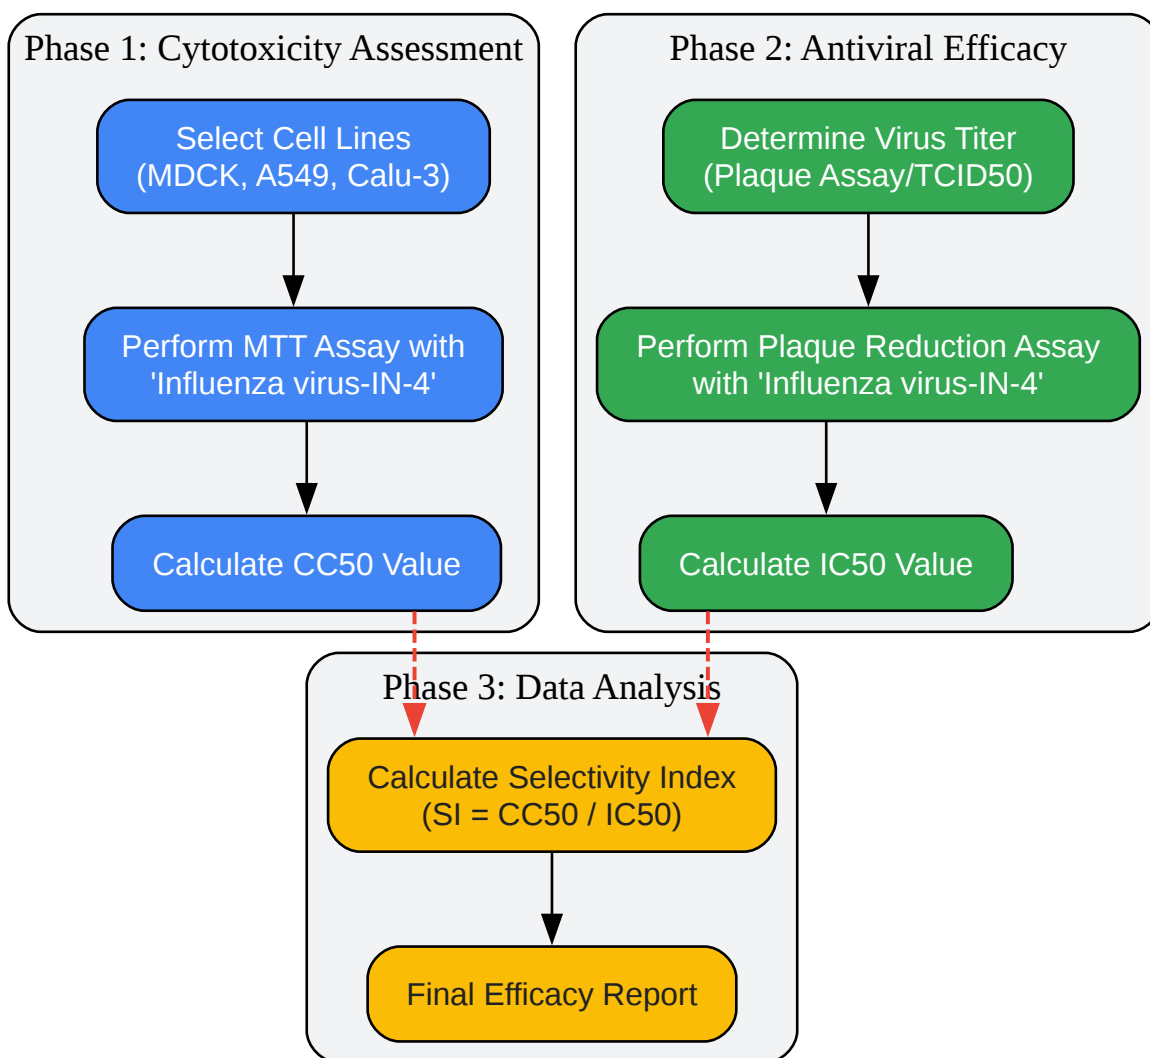 Phase 1: Cytotoxicity Assessment
Select Cell Lines
(MDCK, A549, Calu-3)
Perform MTT Assay with
'Influenza virus-IN-4'
Calculate CC50 Value
Phase 2: Antiviral Efficacy
Determine Virus Titer
(Plaque Assay/TCID50)
Perform Plaque Reduction Assay
with 'Influenza virus-IN-4'
Calculate IC50 Value
Phase 3: Data Analysis
Calculate Selectivity Index
(SI = CC50 / IC50)
Final Efficacy Report